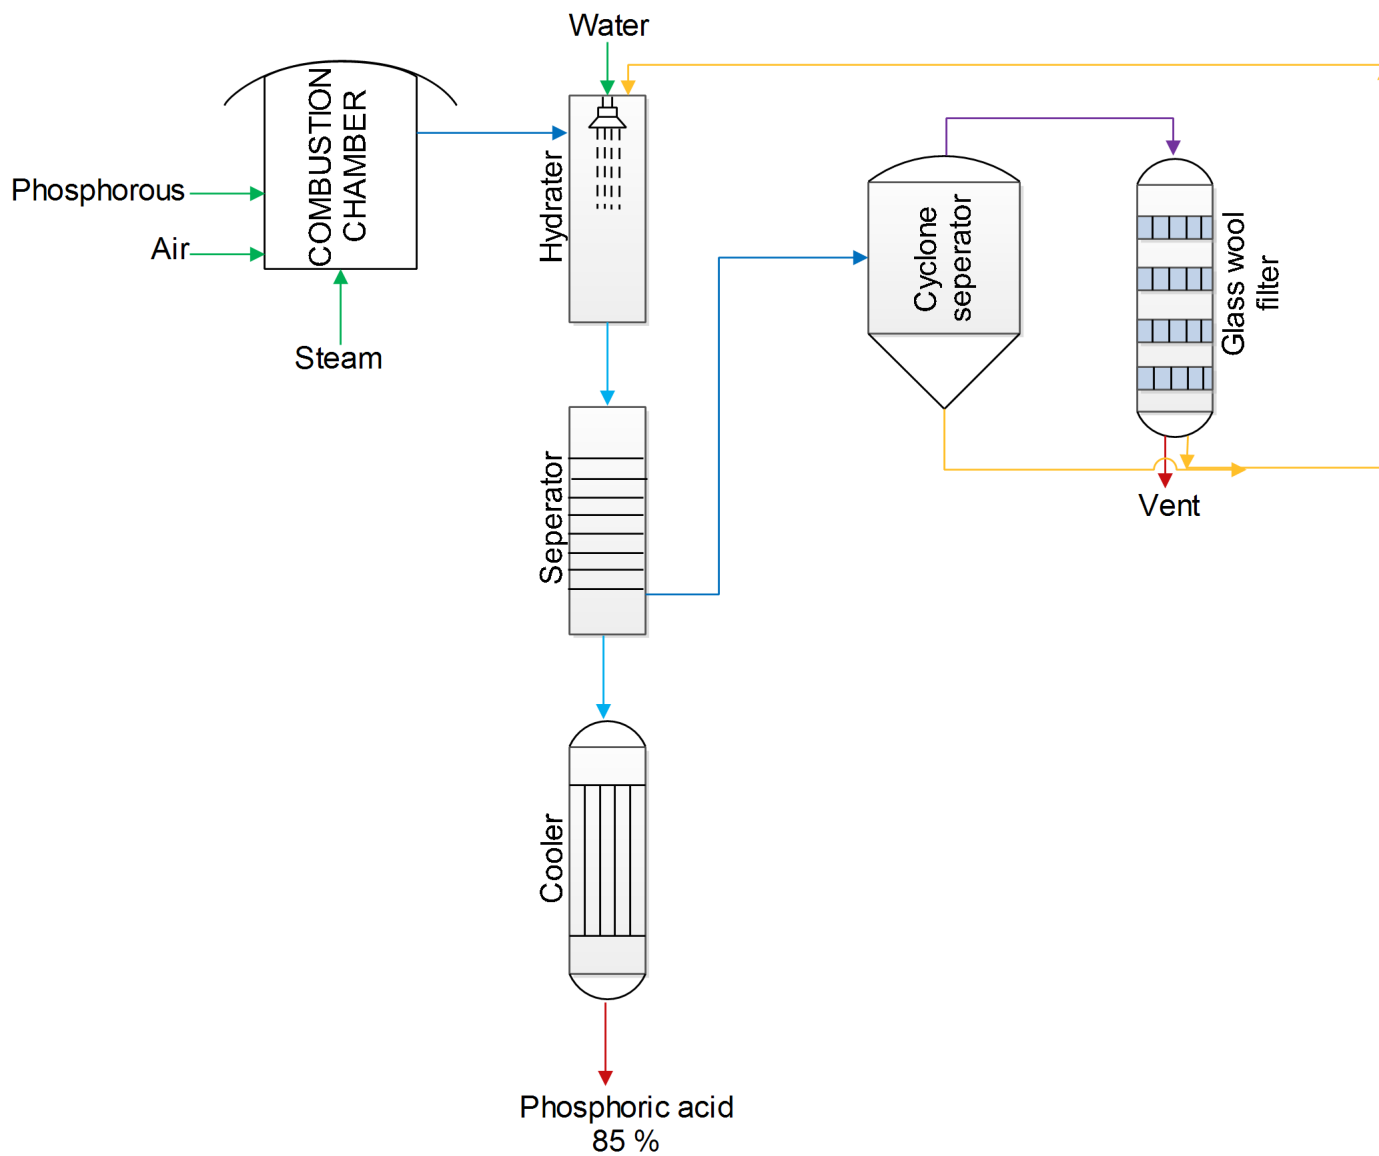 Water
COMBUSTION
CHAMBER
Phosphorous
Air
Steam
Hydrater
Cyclone
seperator
Glass wool
filter
Vent
Seperator
Cooler
Phosphoric acid
85 %